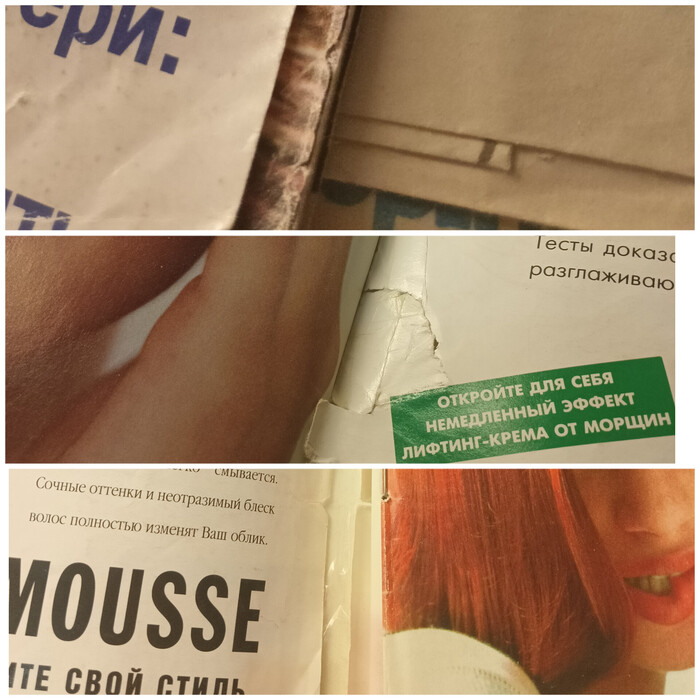 ери:
Тесты доказа
разглаживаю
ОТКРОЙТЕ ДЛЯ СЕБЯ
НЕМЕДЛЕННЫЙ ЭФФЕКТ
ЛИФТИНГ-КРЕМА ОТ МОРЩИН
смывается.
Сочные оттенки и неотразимый блеск
волос полностью изменят Ваш облик.
MOUSSE
ИТЕ СВОЙ СТИЛЬ